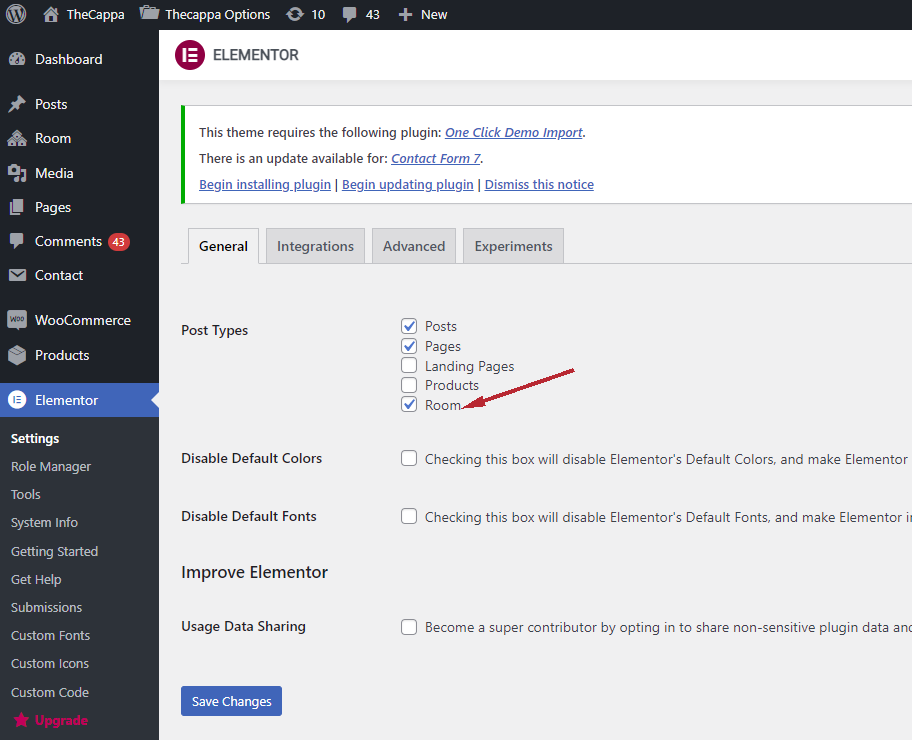 TheCappa Thecappa Options 10 43 New
Dashboard
Posts
Room
Media
Pages
Comments 43
Contact
WOO WooCommerce
Products
Elementor
Settings
Role Manager
Tools
System Info
Getting Started
Get Help
Submissions
Custom Fonts
Custom Icons
Custom Code
Upgrade
ELEMENTOR
This theme requires the following plugin: One Click Demo Import.
There is an update available for: Contact Form 7.
Begin installing plugin | Begin updating plugin | Dismiss this notice
General Integrations Advanced Experiments
Post Types
Posts
Pages
Landing Pages
Products
Room
Disable Default Colors Checking this box will disable Elementor's Default Colors, and make Elementor
Disable Default Fonts Checking this box will disable Elementor's Default Fonts, and make Elementor in
Improve Elementor
Usage Data Sharing Become a super contributor by opting in to share non-sensitive plugin data and
Save Changes